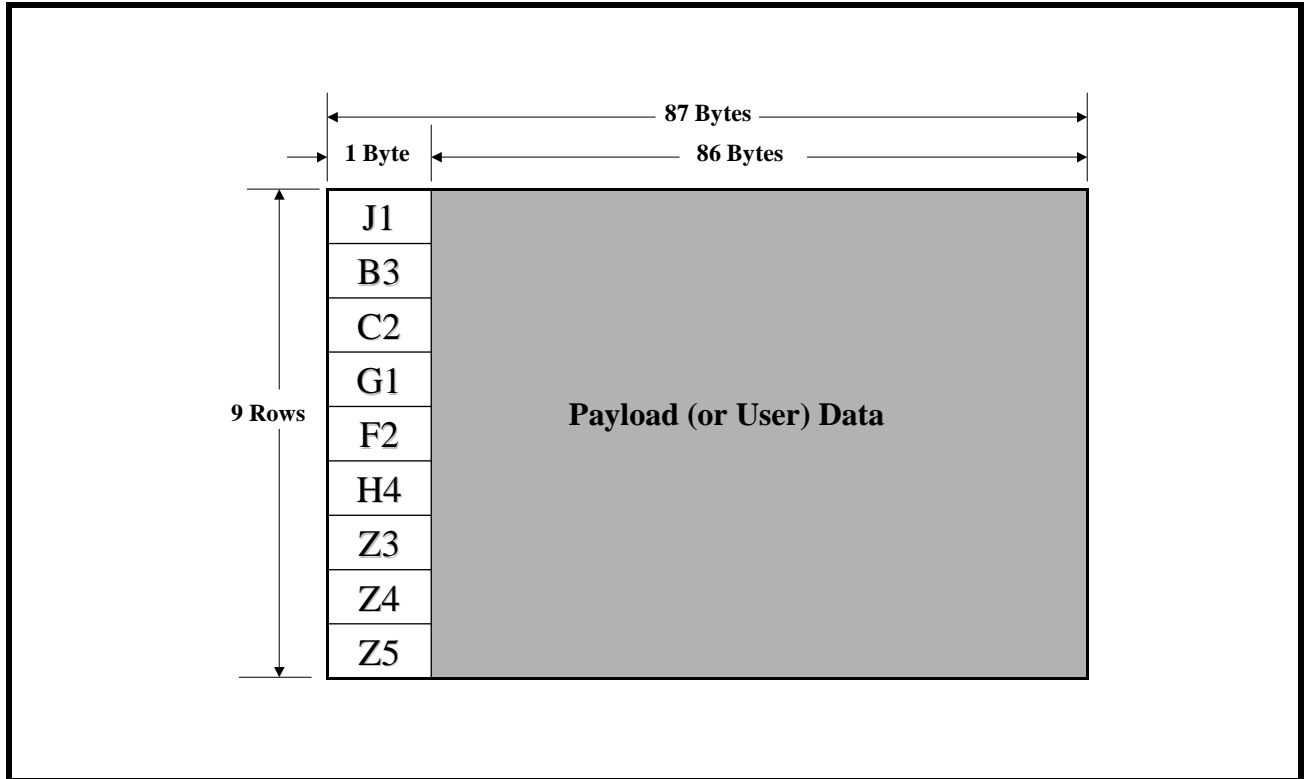 87 Bytes
1 Byte
86 Bytes
J1
B3
C2
G1
F2
H4
Z3
Z4
Z5
9 Rows
Payload (or User) Data